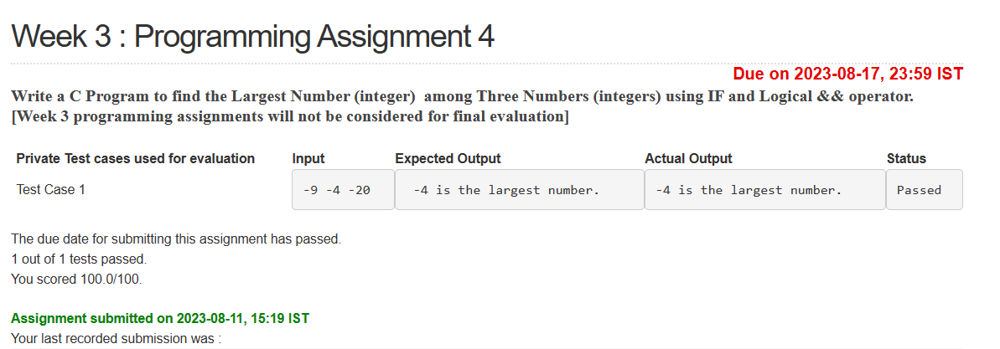 Week 3 : Programming Assignment 4
Due on 2023-08-17, 23:59 IST
Write a C Program to find the Largest Number (integer)  among Three Numbers (integers) using IF and Logical && operator.
[Week 3 programming assignments will not be considered for final evaluation]
Private Test cases used for evaluation Input Expected Output Actual Output Status
Test Case 1 -9 -4 -20 -4 is the largest number. -4 is the largest number. Passed
The due date for submitting this assignment has passed.
1 out of 1 tests passed.
You scored 100.0/100.
Assignment submitted on 2023-08-11, 15:19 IST
Your last recorded submission was :